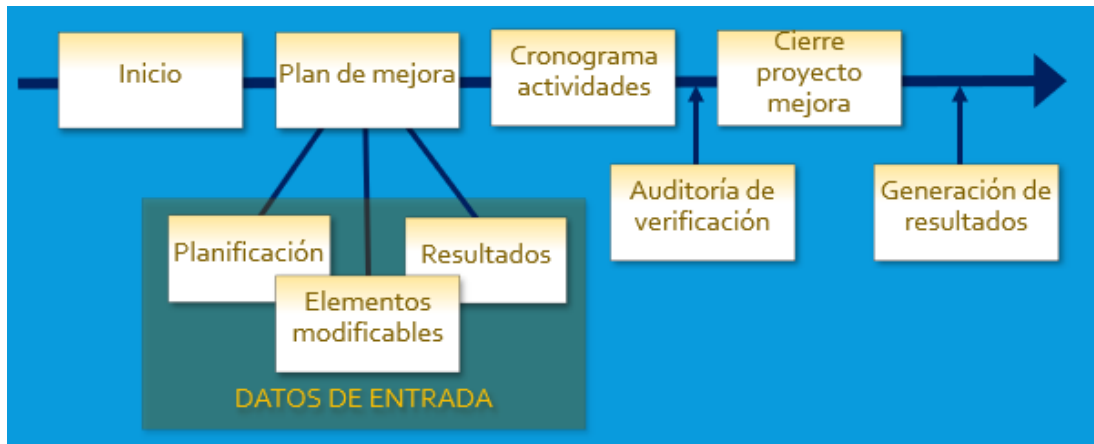 Inicio
Plan de mejora
Cronograma
actividades
Cierre
proyecto
mejora
Auditoría de
verificación
Generación de
resultados
Planificación
Elementos
modificables
Resultados
DATOS DE ENTRADA